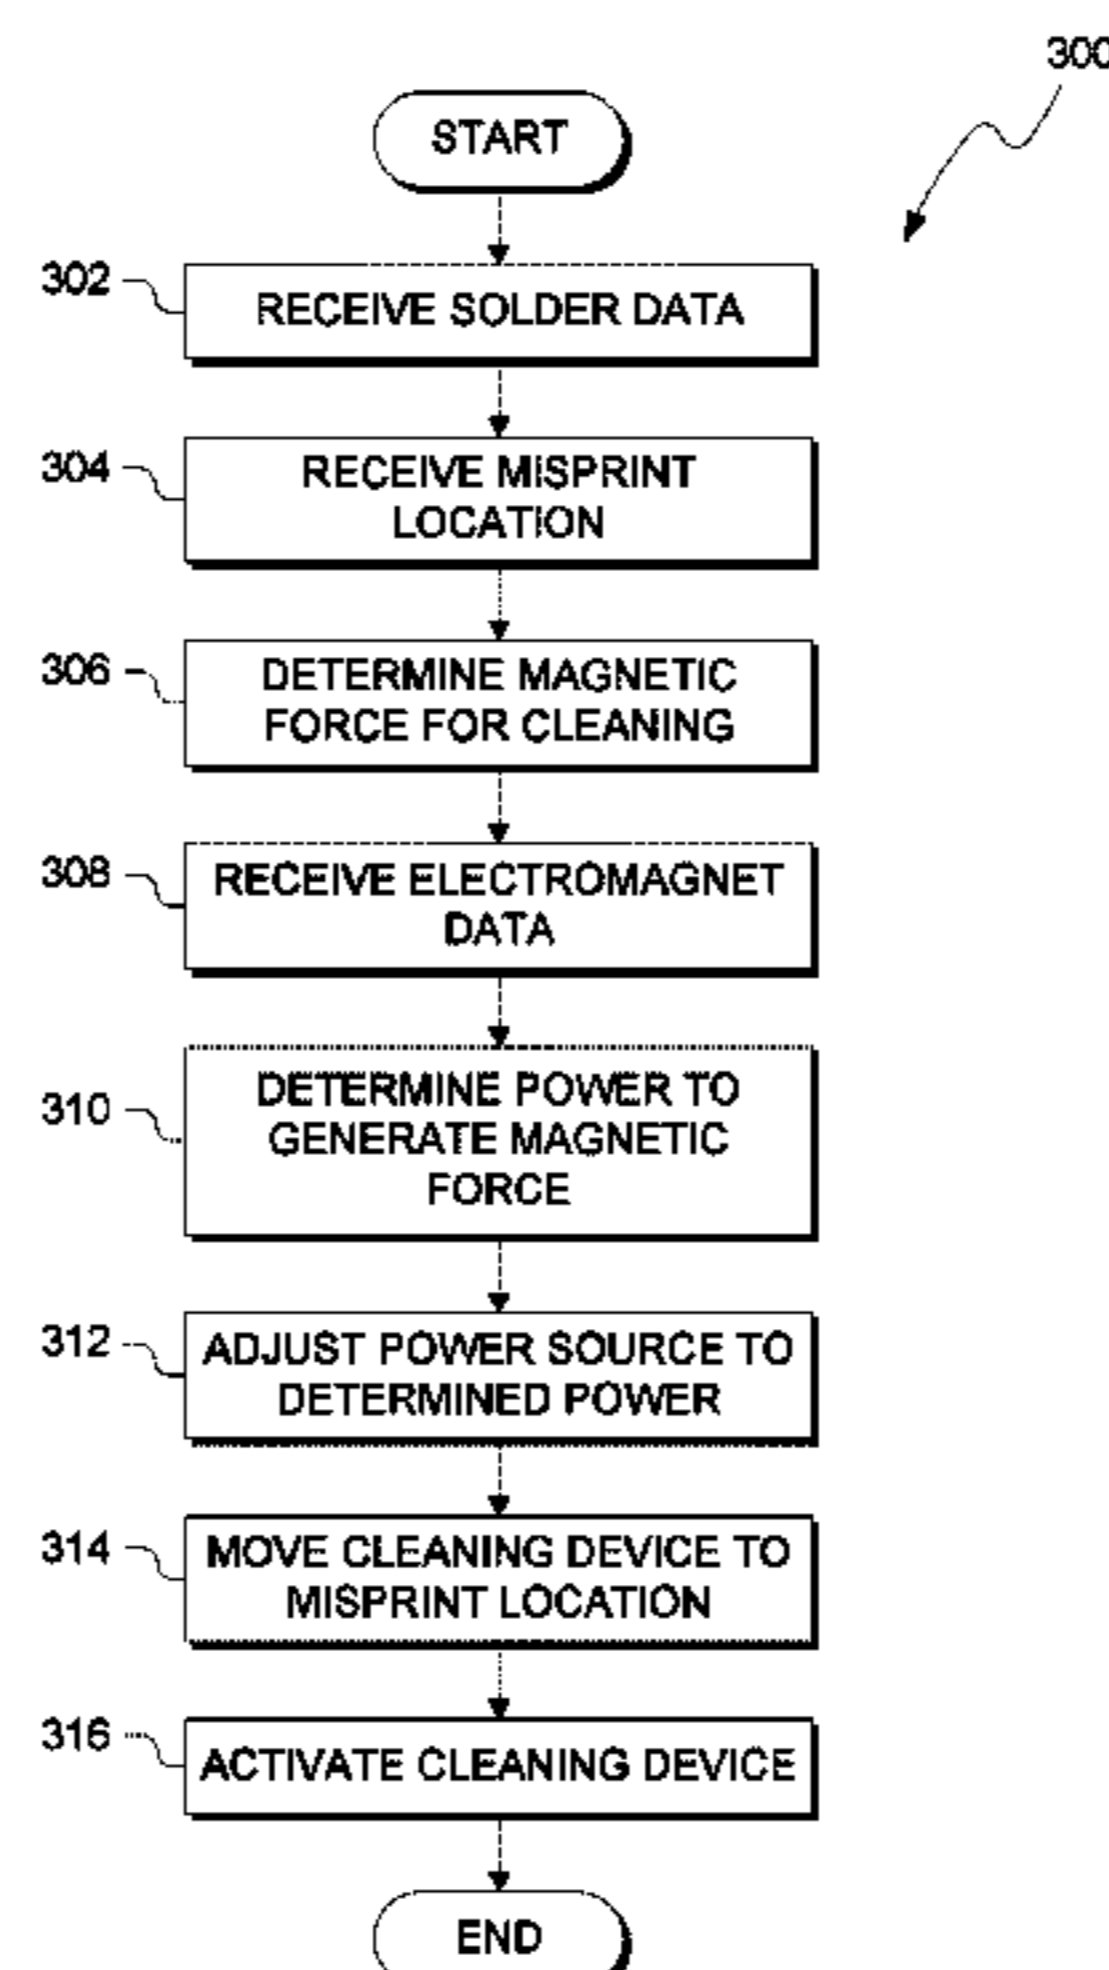 300
START
302
RECEIVE SOLDER DATA
304
RECEIVE MISPRINT
LOCATION
306
DETERMINE MAGNETIC
FORCE FOR CLEANING
308
RECEIVE ELECTROMAGNET
DATA
310
DETERMINE POWER TO
GENERATE MAGNETIC
FORCE
312
ADJUST POWER SOURCE TO
DETERMINED POWER
314
MOVE CLEANING DEVICE TO
MISPRINT LOCATION
316
ACTIVATE CLEANING DEVICE
END